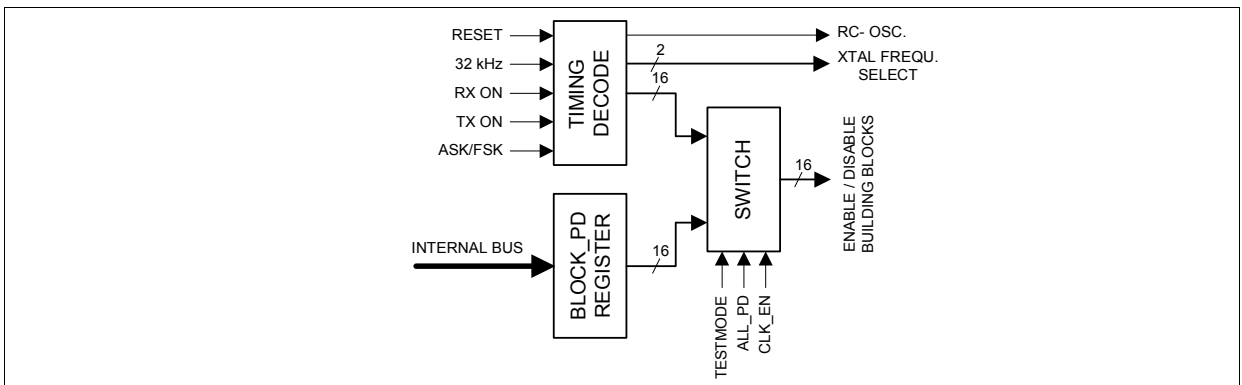 RESET
32 kHz
RX ON
TX ON
ASK/FSK
TIMING
DECODE
RC- OSC.
2
XTAL FREQU.
SELECT
16
SWITCH
16
ENABLE / DISABLE
BUILDING BLOCKS
INTERNAL BUS
BLOCK_PD
REGISTER
16
TESTMODE
ALL_PD
CLK_EN